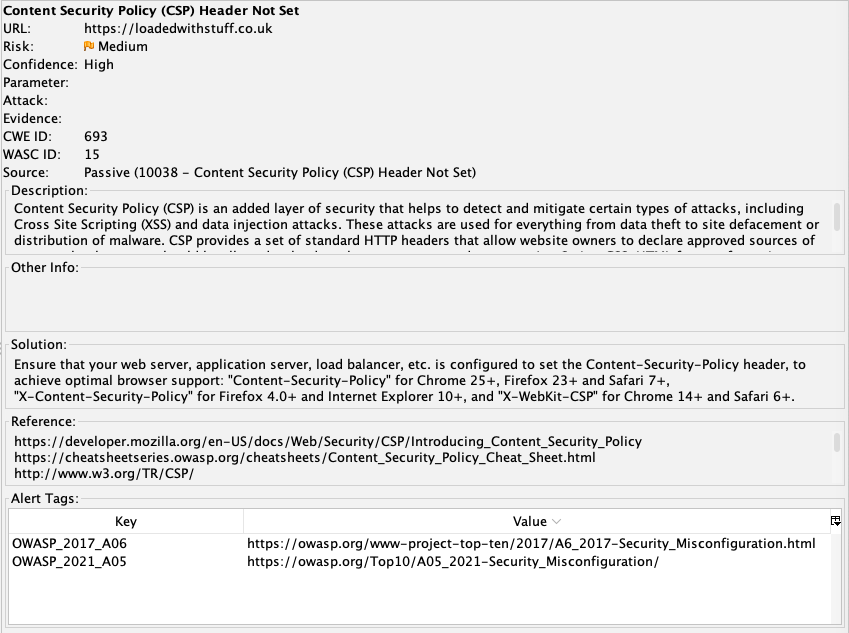 Content Security Policy (CSP) Header Not Set
URL: https://loadedwithstuff.co.uk
Risk: Medium
Confidence: High
Parameter:
Attack:
Evidence:
CWE ID: 693
WASC ID: 15
Source: Passive (10038 – Content Security Policy (CSP) Header Not Set)
Description:
Content Security Policy (CSP) is an added layer of security that helps to detect and mitigate certain types of attacks, including
Cross Site Scripting (XSS) and data injection attacks. These attacks are used for everything from data theft to site defacement or
distribution of malware. CSP provides a set of standard HTTP headers that allow website owners to declare approved sources of
Other Info:
Solution:
Ensure that your web server, application server, load balancer, etc. is configured to set the Content-Security-Policy header, to
achieve optimal browser support: "Content-Security-Policy" for Chrome 25+, Firefox 23+ and Safari 7+,
"X-Content-Security-Policy" for Firefox 4.0+ and Internet Explorer 10+, and "X-WebKit-CSP" for Chrome 14+ and Safari 6+.
Reference:
https://developer.mozilla.org/en-US/docs/Web/Security/CSP/Introducing_Content_Security_Policy
https://cheatsheetseries.owasp.org/cheatsheets/Content_Security_Policy_Cheat_Sheet.html
http://www.w3.org/TR/CSP/
Alert Tags:
Key Value
OWASP_2017_A06 https://owasp.org/www-project-top-ten/2017/A6_2017-Security_Misconfiguration.html
OWASP_2021_A05 https://owasp.org/Top10/A05_2021-Security_Misconfiguration/